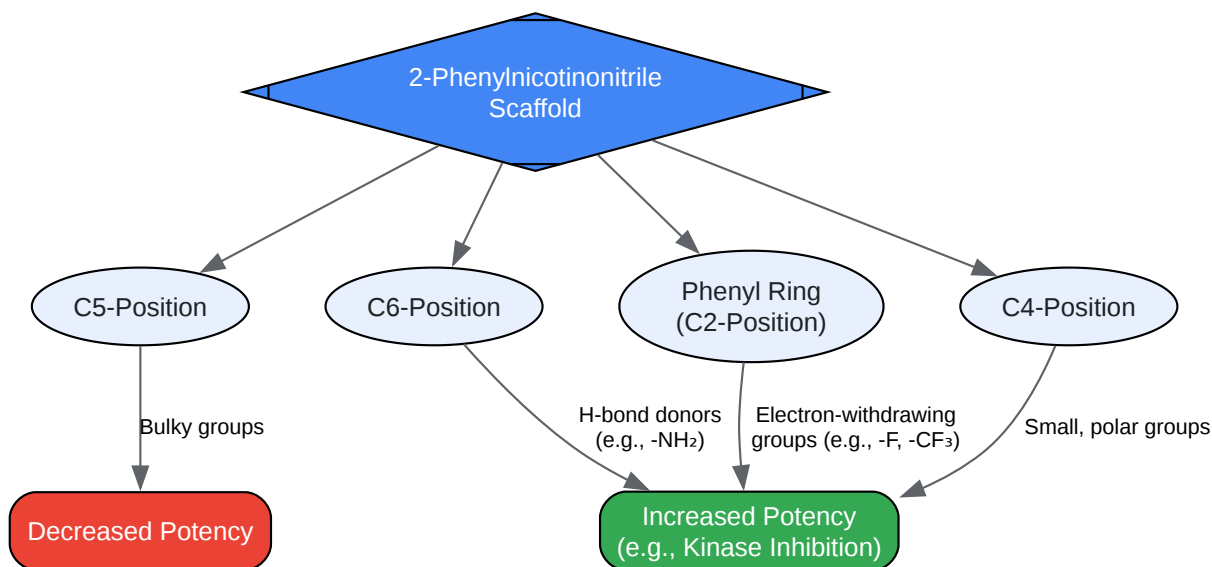 2-Phenylnicotinonitrile
Scaffold
C5-Position
C6-Position
Phenyl Ring
(C2-Position)
C4-Position
Bulky groups
H-bond donors
(e.g., -NH₂)
Electron-withdrawing
groups (e.g., -F, -CF₃)
Small, polar groups
Decreased Potency
Increased Potency
(e.g., Kinase Inhibition)